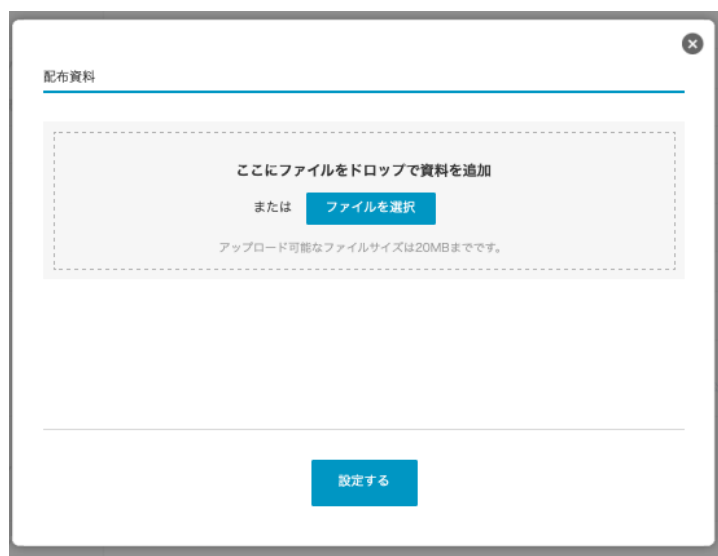 配布資料
ここにファイルをドロップで資料を追加
または ファイルを選択
アップロード可能なファイルサイズは20MBまでです。
設定する